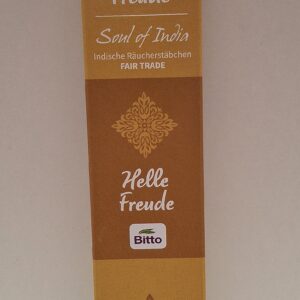 Freude
Soul of India
Indische Räucherstäbchen
FAIR TRADE
Helle
Freude
Bitto